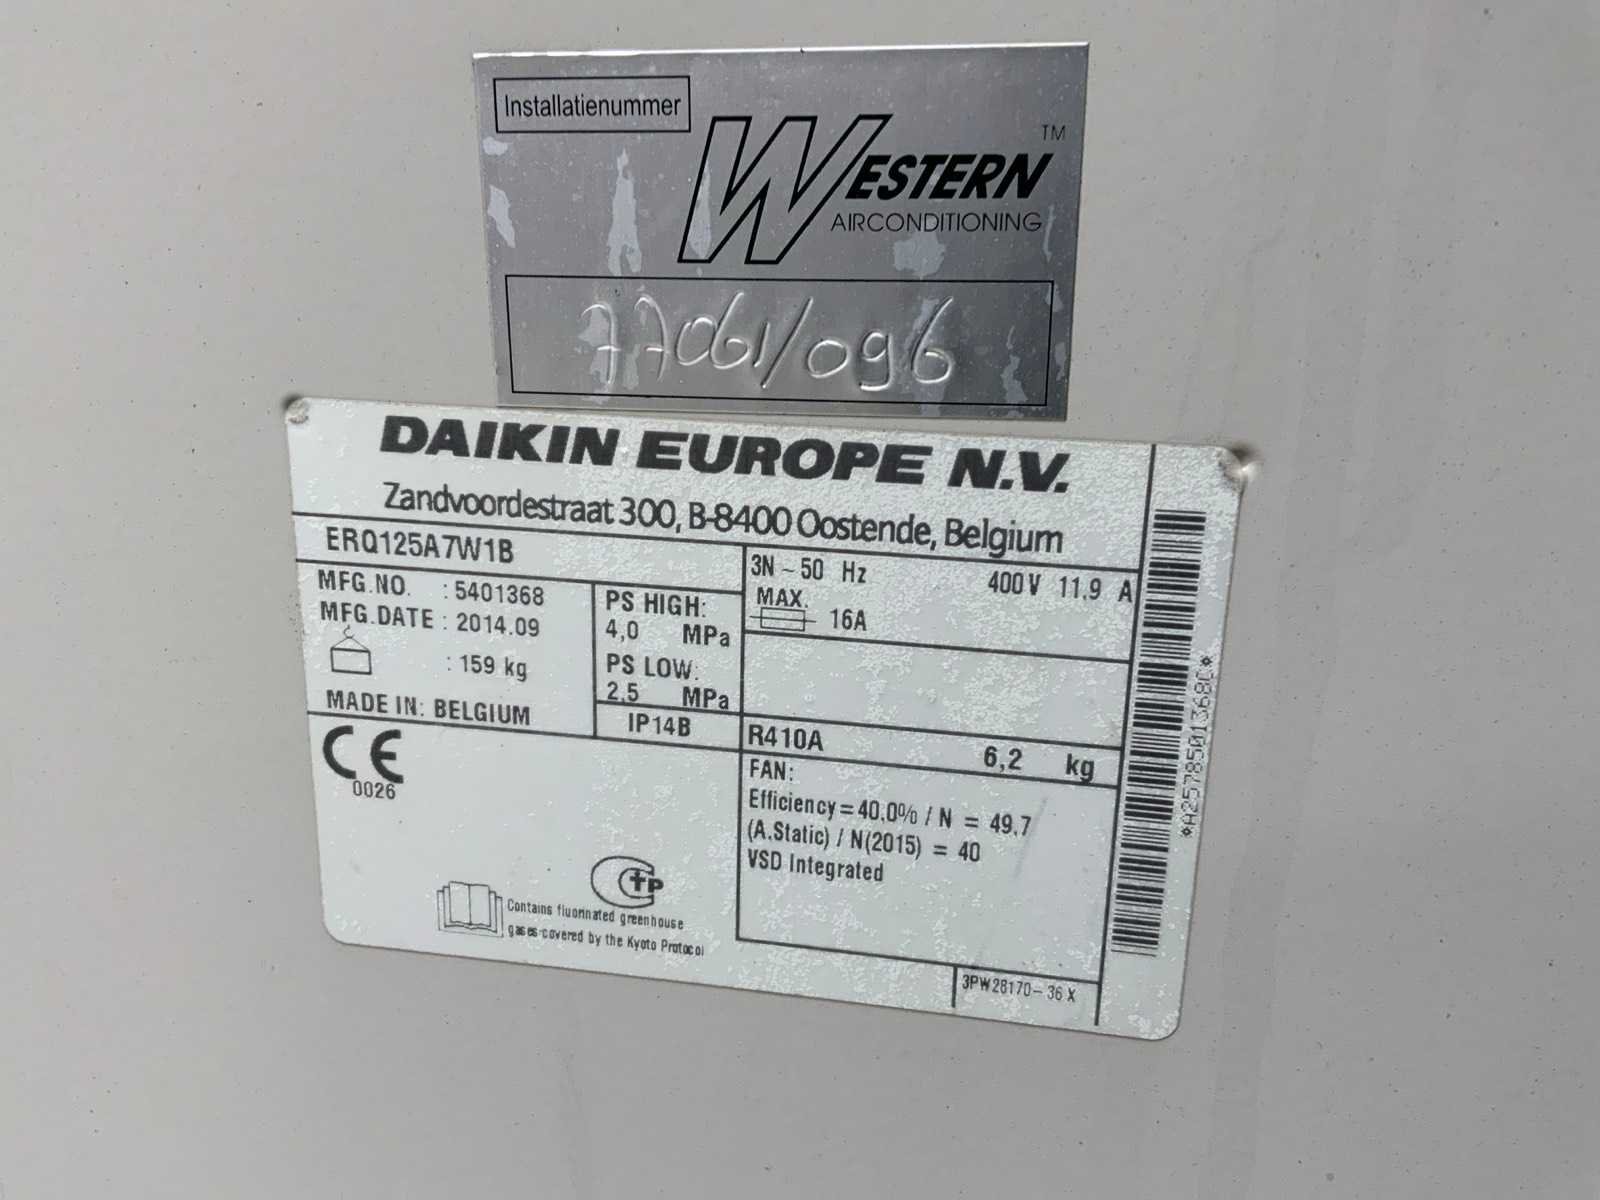 Installatienummer
WESTERN TM
AIRCONDITIONING
77061/096
DAIKIN EUROPE N.V.
Zandvoordestraat 300, B-8400 Oostende, Belgium
ERQ125A7W1B
MFG.NO. : 5401368
MFG.DATE : 2014.09
: 159 kg
MADE IN: BELGIUM
PS HIGH:
4,0 MPa
PS LOW:
2,5 MPa
IP14B
3N ~ 50 Hz 400V 11.9 A
MAX.
16A
R410A 6,2 kg
FAN:
Efficiency = 40,0% / N = 49,7
(A.Static) / N(2015) = 40
VSD Integrated
CE
0026
CTP
Contains fluorinated greenhouse
gases covered by the Kyoto Protocol
3PW28170-36 X
*A2578501368C*